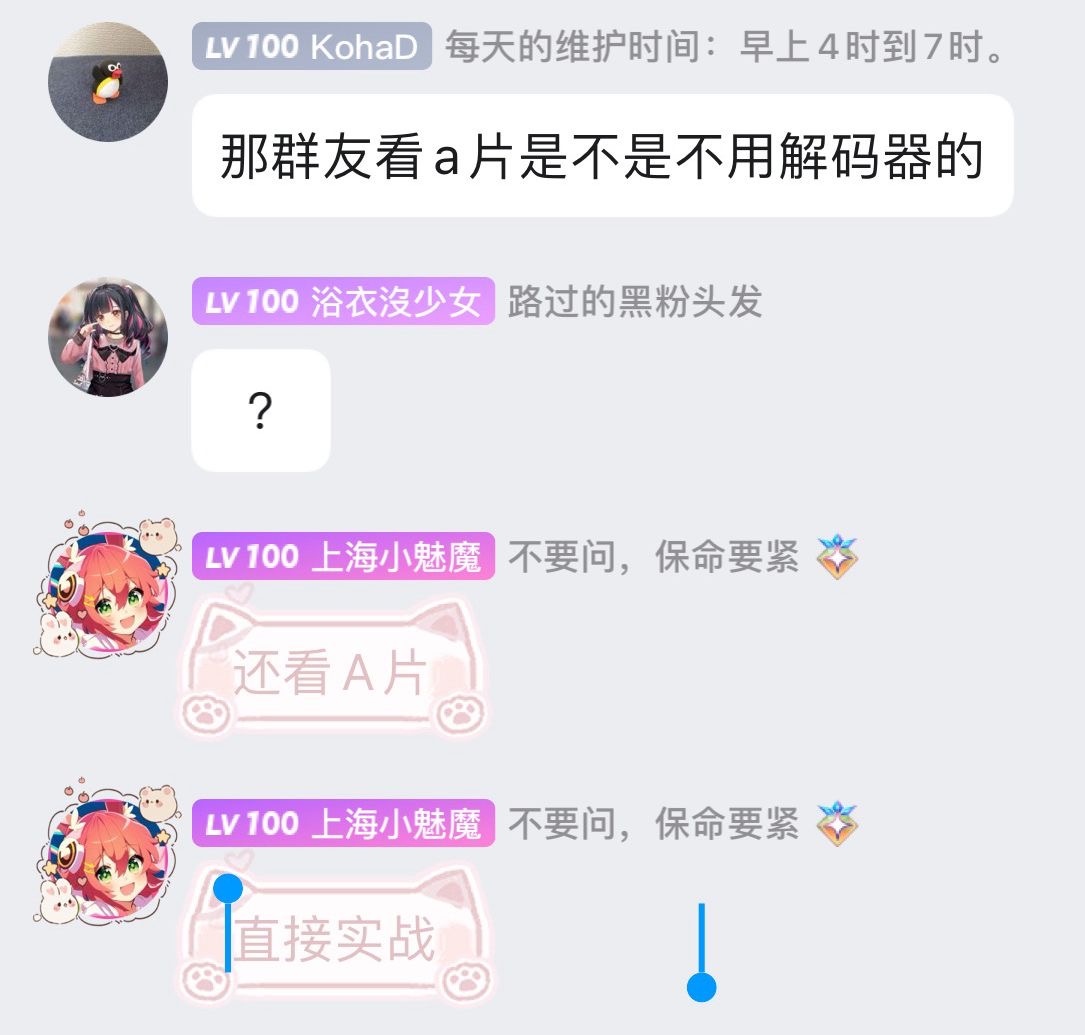 LV 100 KohaD 每天的维护时间：早上4时到7时。
那群友看a片是不是不用解码器的
LV 100 浴衣沒少女 路过的黑粉头发
?
LV 100 上海小魅魔 不要问，保命要紧
还看A片
LV 100 上海小魅魔 不要问，保命要紧
直接实战